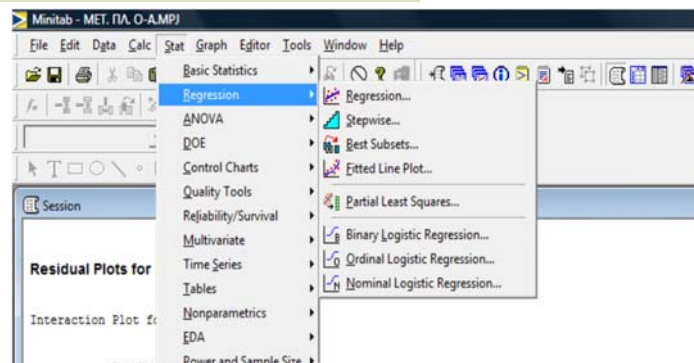 Minitab - MET. ΠΛ. O-A.MPJ
File Edit Data Calc Stat Graph Editor Tools Window Help
Basic Statistics
Regression
ANOVA
DOE
Control Charts
Quality Tools
Reliability/Survival
Multivariate
Time Series
Tables
Nonparametrics
EDA
Power and Sample Size
Regression...
Stepwise...
Best Subsets...
Fitted Line Plot...
Partial Least Squares...
Binary Logistic Regression...
Ordinal Logistic Regression...
Nominal Logistic Regression...
Session
Residual Plots for
Interaction Plot fo